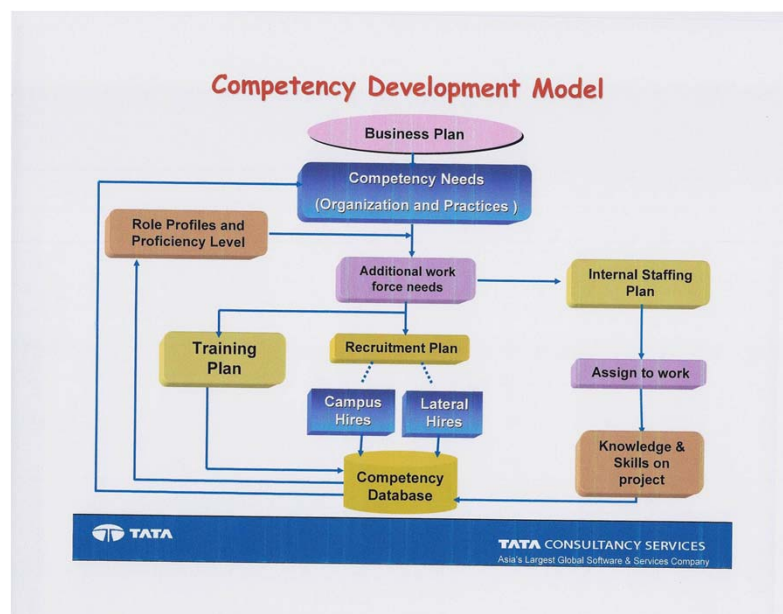 Competency Development Model
Business Plan
Competency Needs
(Organization and Practices )
Role Profiles and
Proficiency Level
Additional work
force needs
Internal Staffing
Plan
Training
Plan
Recruitment Plan
Assign to work
Campus
Hires
Lateral
Hires
Knowledge &
Skills on
project
Competency
Database
TATA
TATA CONSULTANCY SERVICES
Asia's Largest Global Software & Services Company